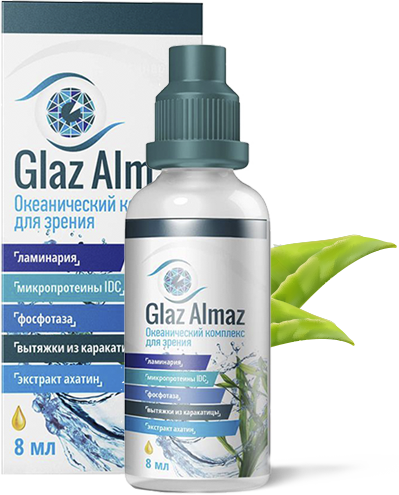 Glaz Alm
Океанический к
для зрения
ламинария
микропротеины IDC
фосфотаза
вытяжки из каракати
экстракт ахатин
8 мл
Glaz Almaz
Океанический комплекс
для зрения
ламинария
микропротеины IDC
фосфотаза
вытяжки из каракатицы
экстракт ахатин
8 мл